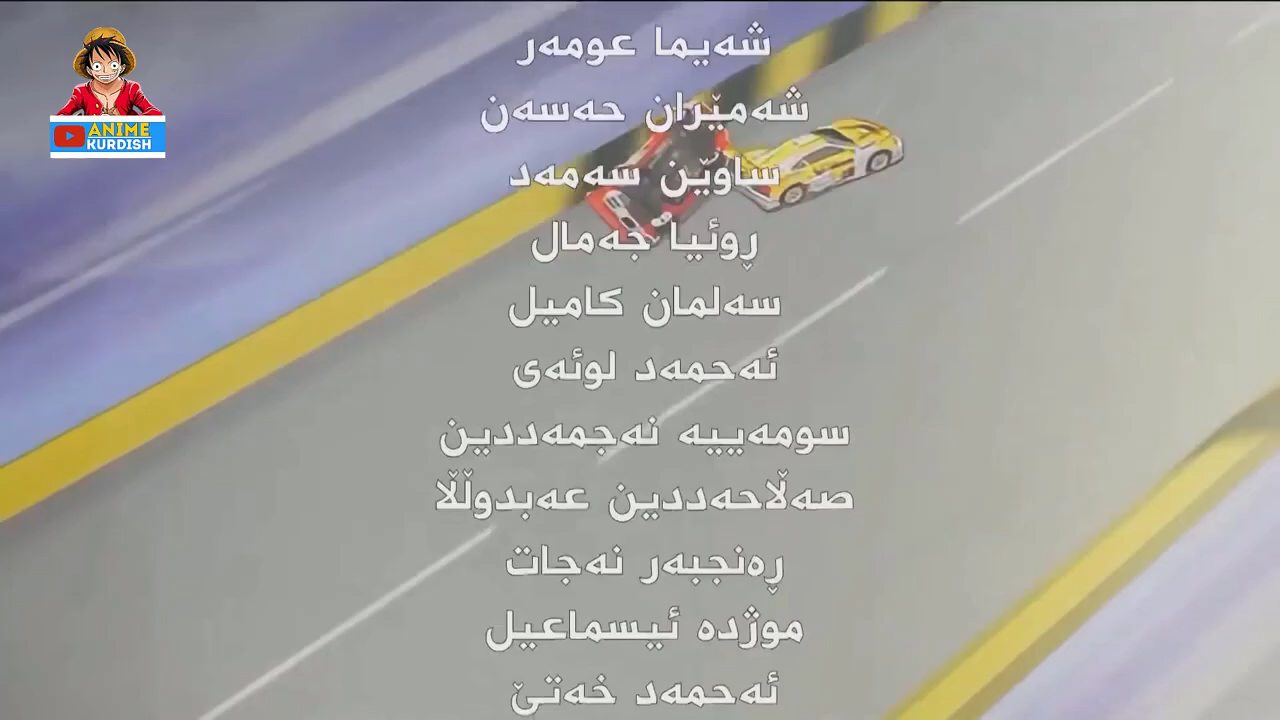 ANIME
KURDISH
شەیما عومەر
شەمێران حەسەن
ساوێن سەمەد
ڕوئیا جەمال
سەلمان کامیل
ئەحمەد لوئەی
سومەییە نەجمەددین
صەڵاحەددین عەبدوڵڵا
ڕەنجبەر نەجات
موژدە ئیسماعیل
ئەحمەد خەتێ